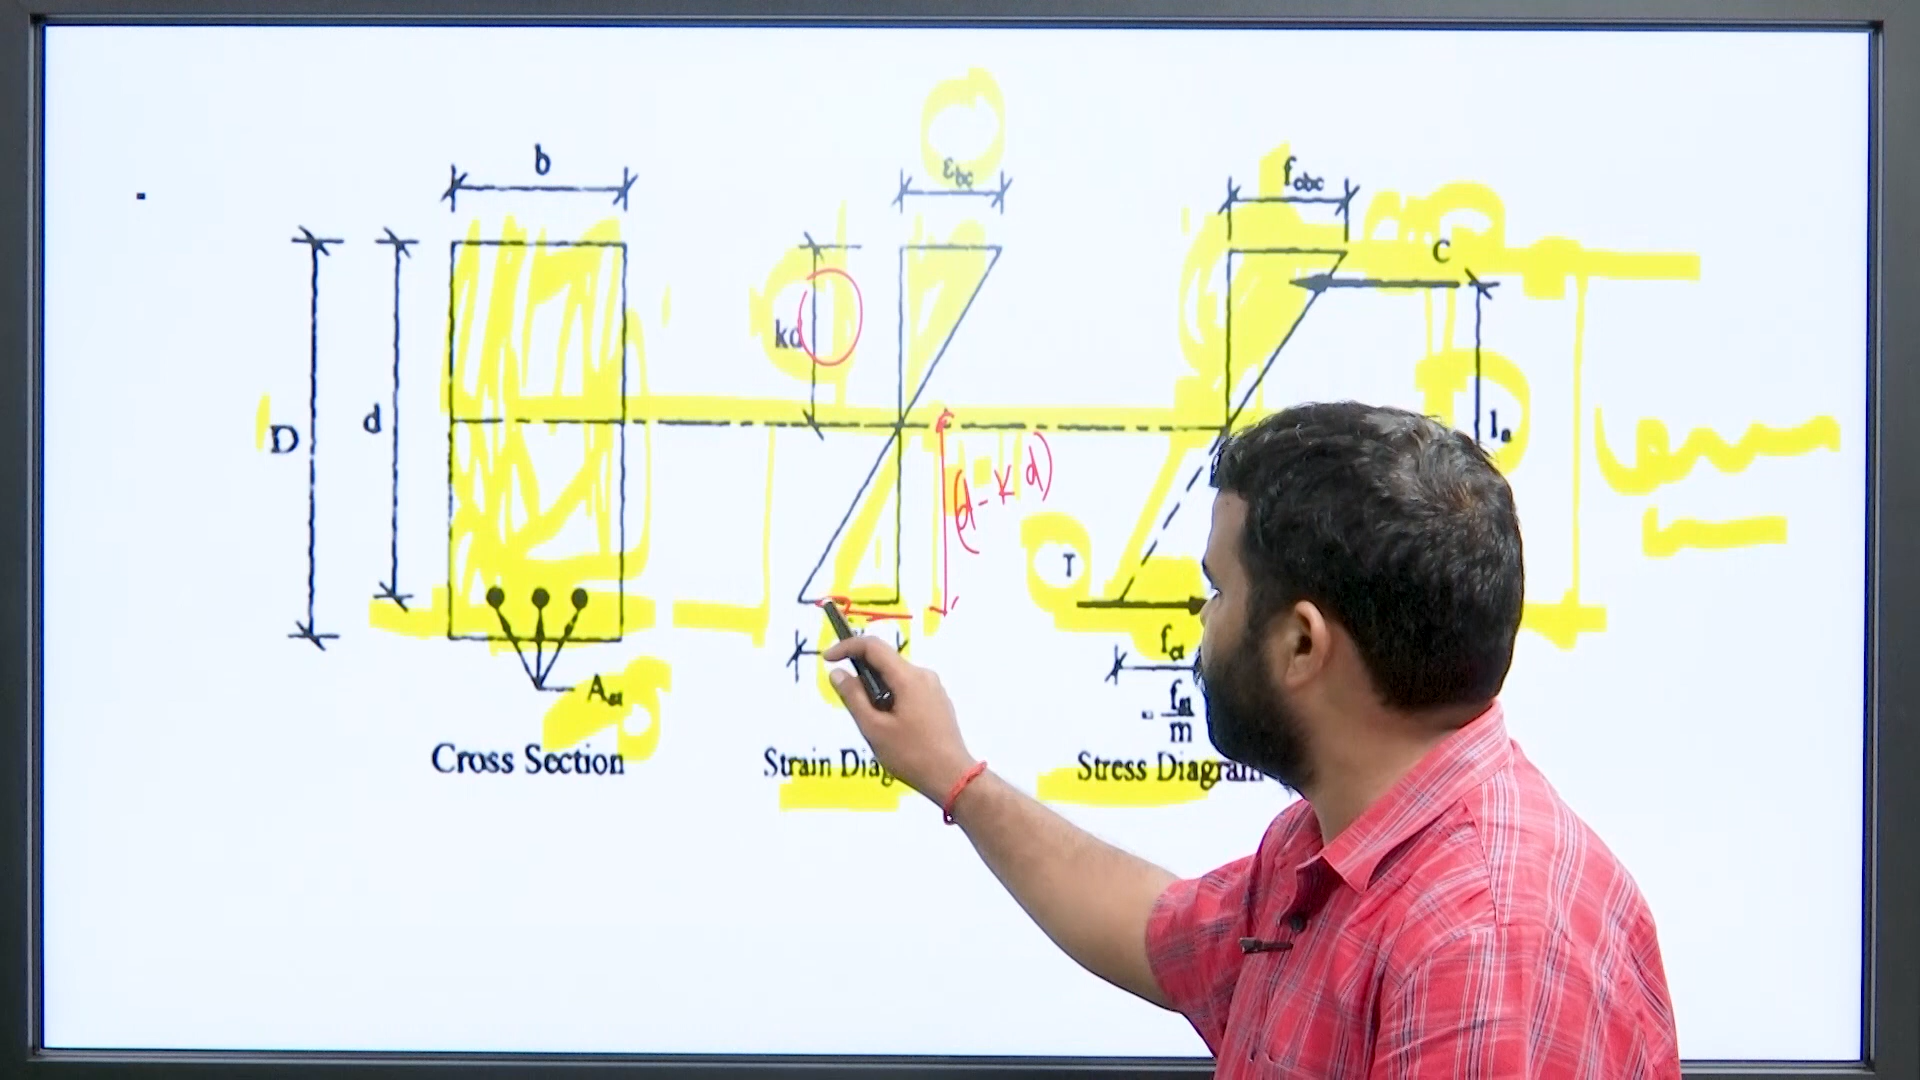 b
ε_bc
f_cbc
C
kd
D
d
l_a
(d-kd)
T
A_st
f_ct
= f_st/m
Cross Section
Strain Diag
Stress Diagram